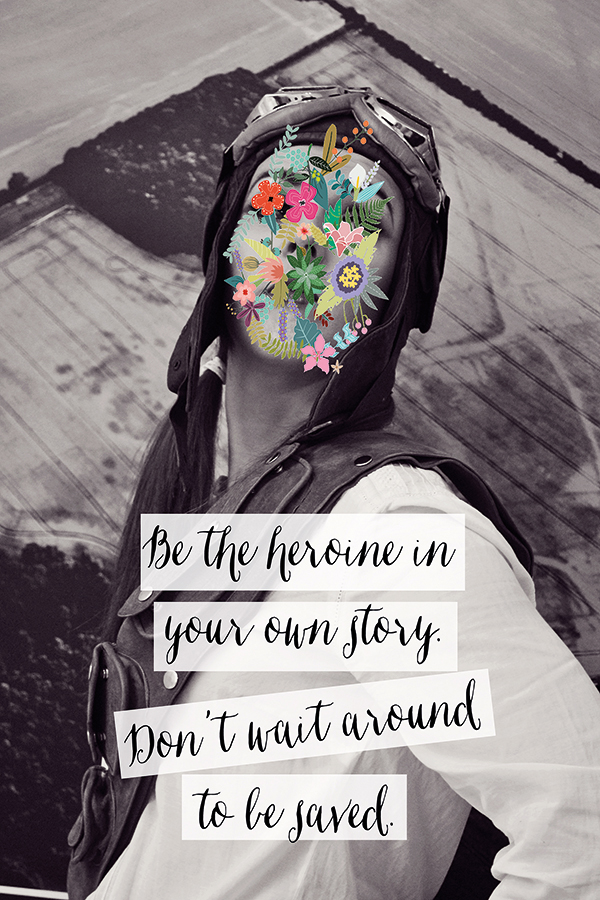 Be the heroine in
your own story.
Don't wait around
to be saved.